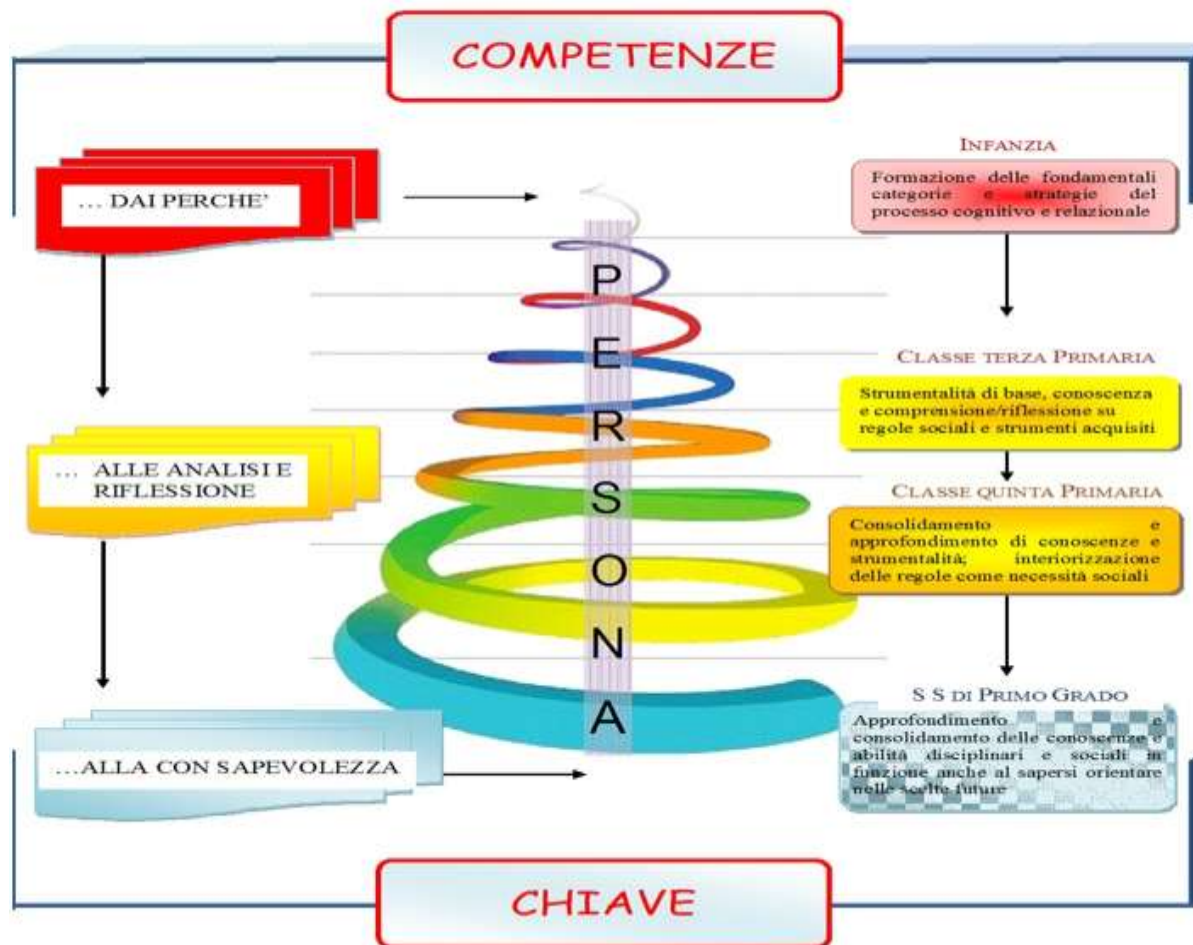 COMPETENZE
… DAI PERCHE’
… ALLE ANALISI E
RIFLESSIONE
…ALLA CON SAPEVOLEZZA
P
E
R
S
O
N
A
INFANZIA
Formazione delle fondamentali
categorie e strategie del
processo cognitivo e relazionale
CLASSE TERZA PRIMARIA
Strumentalità di base, conoscenza
e comprensione/riflessione su
regole sociali e strumenti acquisiti
CLASSE QUINTA PRIMARIA
Consolidamento e
approfondimento di conoscenze e
strumentalità; interiorizzazione
delle regole come necessità sociali
S S DI PRIMO GRADO
Approfondimento e
consolidamento delle conoscenze e
abilità disciplinari e sociali in
funzione anche al sapersi orientare
nelle scelte future
CHIAVE